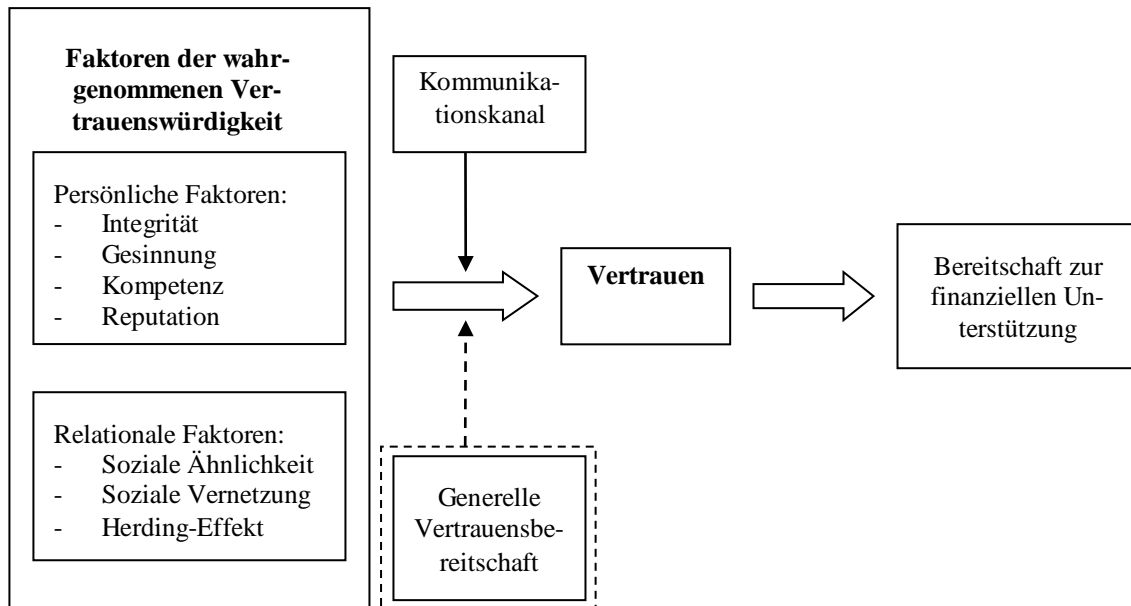 Faktoren der wahr-
genommenen Ver-
trauenswürdigkeit
Persönliche Faktoren:
- Integrität
- Gesinnung
- Kompetenz
- Reputation
Relationale Faktoren:
- Soziale Ähnlichkeit
- Soziale Vernetzung
- Herding-Effekt
Kommunika-
tionskanal
Generelle
Vertrauensbe-
reitschaft
Vertrauen
Bereitschaft zur
finanziellen Un-
terstützung